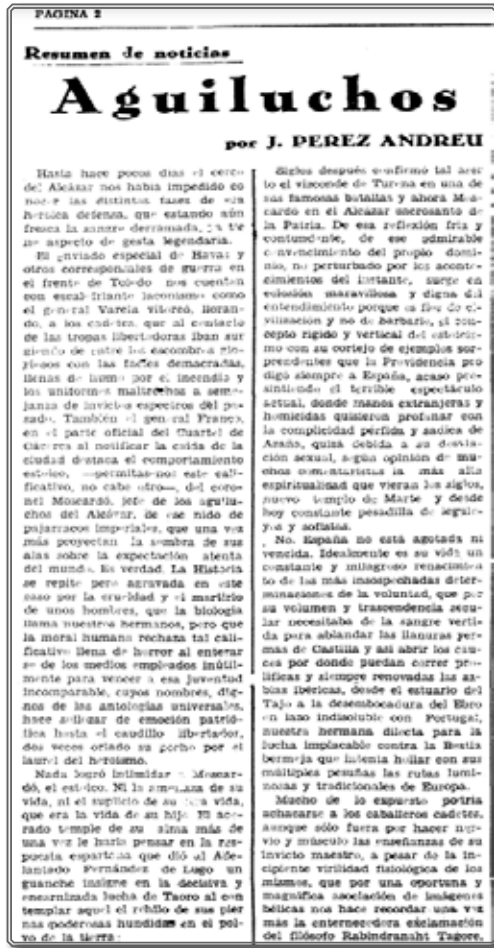 PAGINA 2
Resumen de noticias
Aguiluchos
por J. PEREZ ANDREU
Hasta hace pocos días el cerco
del Alcázar nos había impedido co
nocer las distintas fases de esa
heroica defensa, que estando aún
fresca la sangre derramada, ya tie
ne aspecto de gesta legendaria.
El enviado especial de Havas y
otros corresponsales de guerra en
el frente de Toledo nos cuentan
con escalofriante laconismo como
el general Varela vitoreó, lloran-
do, a los cadetes, que al contacto
de las tropas libertadoras iban sur
giendo de entre los escombros glo-
riosos con las faces demacradas,
llenas de humo por el incendio y
los uniformes maltrechos a seme-
janza de invictos espectros del pa-
sado. También el general Franco,
en el parte oficial del Cuartel de
Cáceres al notificar la caída de la
ciudad destaca el comportamiento
estoico, —permitas-nos este cali-
ficativo, no cabe otro—, del coro-
nel Moscardó, jefe de los aguilu-
chos del Alcázar, de ese nido de
pajarracos imperiales, que una vez
más proyectan la sombra de sus
alas sobre la expectación atenta
del mundo. Es verdad. La Historia
se repite pero agravada en este
caso por la crueldad y el martirio
de unos hombres, que la biología
llama nuestros hermanos, pero que
la moral humana rechaza tal cali-
ficativo llena de horror al enterar
se de los medios empleados inútil-
mente para vencer a esa juventud
incomparable, cuyos nombres, dig-
nos de las antologías universales,
hace sollozar de emoción patrió-
tica hasta el caudillo libertador,
dos veces orlado su pecho por el
laurel del heroísmo.
Nada logró intimidar a Moscar-
dó, el estoico. Ni la amenaza de su
vida, ni el suplicio de su vida,
que era la vida de su hijo. El ace-
rado temple de su alma más de
una vez le haría pensar en la res-
puesta espartana que dió al Ade-
lantado Fernández de Lugo un
guanche insigne en la decisiva y
encarnizada lucha de Taoro al con
templar aquel el rehilo de sus pier
nas poderosas hundidas en el pol-
vo de la tierra:
Siglos después confirmó tal aser
to el visconde de Turena en una de
sus famosas batallas y ahora Mos-
cardo en el Alcázar sacrosanto de
la Patria. De esa reflexión fría y
contundente, de ese admirable
convencimiento del propio domi-
nio, no perturbado por los aconte-
cimientos del instante, surge en
eclosión maravillosa y digna del
entendimiento porque es fea de ci-
vilización y no de barbarie, el con-
cepto rígido y vertical del estoicis-
mo con su cortejo de ejemplos sor-
prendentes que la Providencia pro
digó siempre a España, acaso pre-
sintiendo el terrible espectáculo
actual, donde manos extranjeras y
homicidas quisieron profanar con
la complicidad pérfida y sádica de
Azaña, quizá debida a su desvia-
ción sexual, según opinión de mu-
chos comentaristas la más alta
espiritualidad que vieran los siglos,
nuevo templo de Marte y desde
hoy constante pesadilla de legule-
yos y sofistas.
No. España no está agotada ni
vencida. Idealmente es su vida un
constante y milagroso renacimien
to de las más insospechadas deter-
minaciones de la voluntad, que por
su volumen y trascendencia secu-
lar necesitaba de la sangre verti-
da para ablandar las llanuras yer-
mas de Castilla y así abrir los cau-
ces por donde puedan correr pro-
líficas y siempre renovadas las sa-
bias ibéricas, desde el estuario del
Tajo a la desembocadura del Ebro
en lazo indisoluble con Portugal,
nuestra hermana dilecta para la
lucha implacable contra la Bestia
bermeja que intenta hollar con sus
múltiples pezuñas las rutas lumi-
nosas y tradicionales de Europa.
Mucho de lo expuesto podría
achacarse a los caballeros cadetes,
aunque sólo fuera por hacer ner-
vio y músculo las enseñanzas de su
invicto maestro, a pesar de la in-
cipiente virilidad fisiológica de los
mismos, que por una oportuna y
magnífica asociación de imágenes
bélicas nos hace recordar una vez
más la enternecedora exclamación
del filósofo Rabindranaht Tagore,